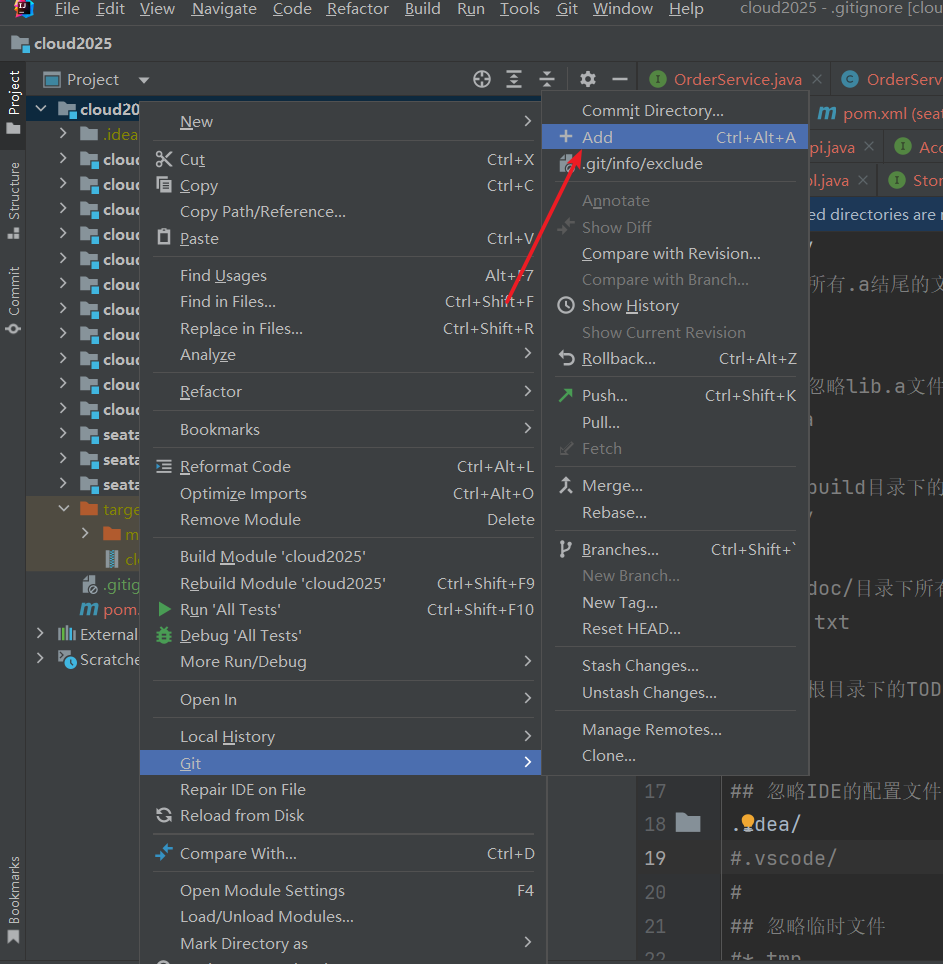 File Edit View Navigate Code Refactor Build Run Tools Git Window Help cloud2025 - .gitignore [clou
cloud2025
Project
OrderService.java
OrderServ
cloud20
.idea
cloud
cloud
cloud
cloud
cloud
cloud
cloud
cloud
cloud
cloud
cloud
seata
seata
seata
targe
m
clo
.gitig
pom.
External
Scratche
Project
Structure
Commit
Bookmarks
New
Cut Ctrl+X
Copy Ctrl+C
Copy Path/Reference...
Paste Ctrl+V
Find Usages Alt+F7
Find in Files... Ctrl+Shift+F
Replace in Files... Ctrl+Shift+R
Analyze
Refactor
Bookmarks
Reformat Code Ctrl+Alt+L
Optimize Imports Ctrl+Alt+O
Remove Module Delete
Build Module 'cloud2025'
Rebuild Module 'cloud2025' Ctrl+Shift+F9
Run 'All Tests' Ctrl+Shift+F10
Debug 'All Tests'
More Run/Debug
Open In
Local History
Git
Repair IDE on File
Reload from Disk
Compare With... Ctrl+D
Open Module Settings F4
Load/Unload Modules...
Mark Directory as
Commit Directory...
Add Ctrl+Alt+A
.git/info/exclude
Annotate
Show Diff
Compare with Revision...
Compare with Branch...
Show History
Show Current Revision
Rollback... Ctrl+Alt+Z
Push... Ctrl+Shift+K
Pull...
Fetch
Merge...
Rebase...
Branches... Ctrl+Shift+`
New Branch...
New Tag...
Reset HEAD...
Stash Changes...
Unstash Changes...
Manage Remotes...
Clone...
pom.xml (seat
pi.java
Acc
l.java
Stor
ed directories are
/
所有.a结尾的文
忽略lib.a文件
build目录下的
doc/目录下所有
txt
根目录下的TOD
17 ## 忽略IDE的配置文件
18 .idea/
19 #.vscode/
20 #
21 ## 忽略临时文件
22 #*.tmp